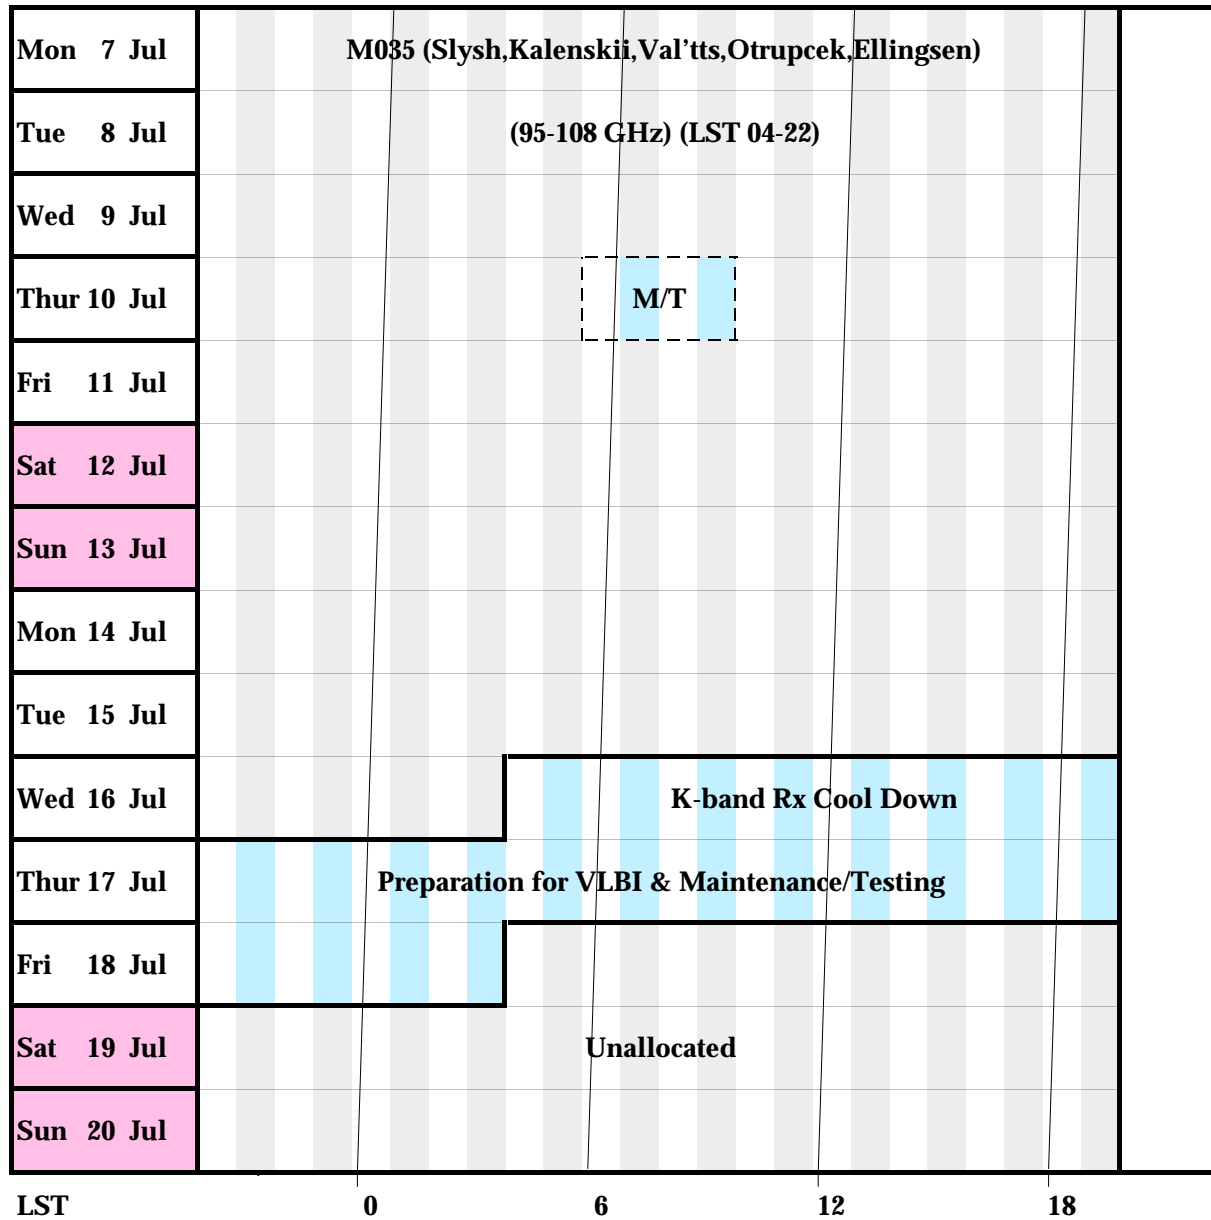 Mon 7 Jul M035 (Slysh,Kalenskii,Val'tts,Otrupcek,Ellingsen)
Tue 8 Jul (95-108 GHz) (LST 04-22)
Wed 9 Jul
Thur 10 Jul M/T
Fri 11 Jul
Sat 12 Jul
Sun 13 Jul
Mon 14 Jul
Tue 15 Jul
Wed 16 Jul K-band Rx Cool Down
Thur 17 Jul Preparation for VLBI & Maintenance/Testing
Fri 18 Jul
Sat 19 Jul Unallocated
Sun 20 Jul
LST 0 6 12 18